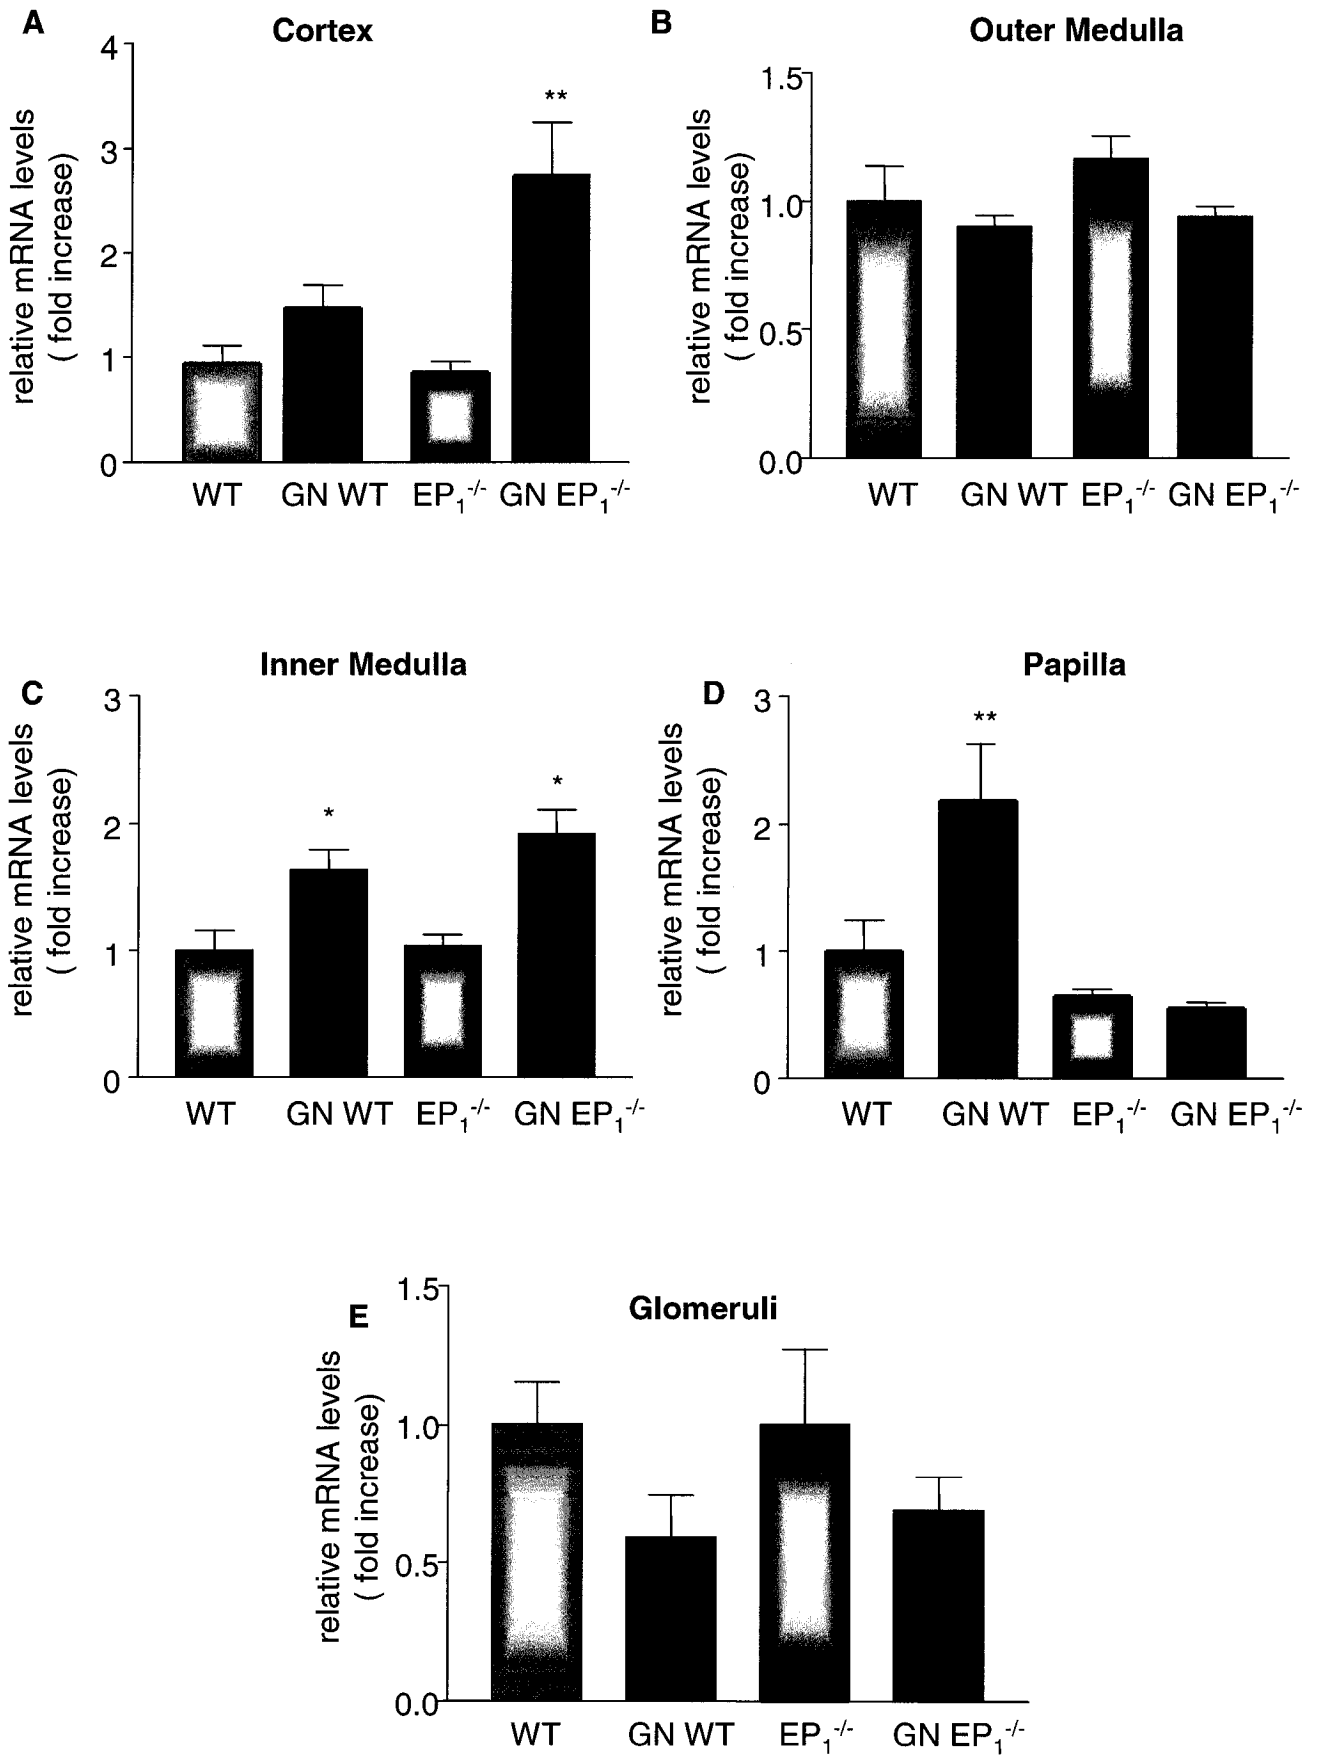 A
Cortex
relative mRNA levels
( fold increase)
4
3
2
1
0
**
WT GN WT EP₁⁻/⁻ GN EP₁⁻/⁻
B
Outer Medulla
relative mRNA levels
( fold increase)
1.5
1.0
0.5
0.0
WT GN WT EP₁⁻/⁻ GN EP₁⁻/⁻
C
Inner Medulla
relative mRNA levels
( fold increase)
3
2
1
0
*
*
WT GN WT EP₁⁻/⁻ GN EP₁⁻/⁻
D
Papilla
relative mRNA levels
( fold increase)
3
2
1
0
**
WT GN WT EP₁⁻/⁻ GN EP₁⁻/⁻
E
Glomeruli
relative mRNA levels
( fold increase)
1.5
1.0
0.5
0.0
WT GN WT EP₁⁻/⁻ GN EP₁⁻/⁻